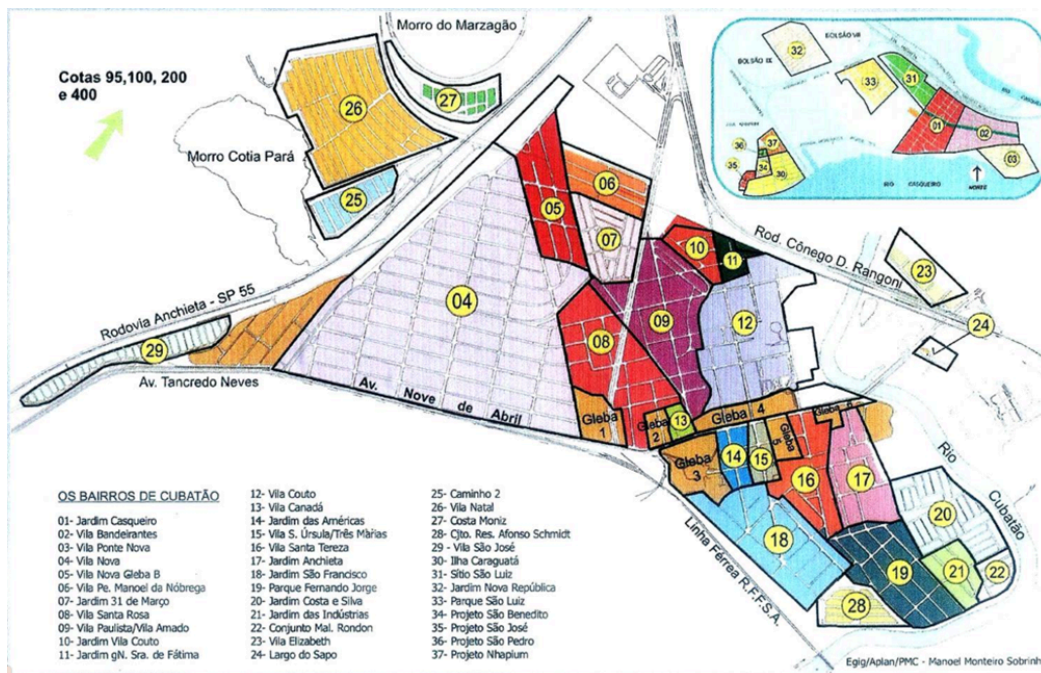 Morro do Marzagão
Cotas 95,100, 200
e 400
26
27
Morro Cotia Pará
25
05
06
07
10
11
Rod. Cônego D. Rangoni
23
24
04
09
12
08
Rodovia Anchieta - SP 55
29
Av. Tancredo Neves
Av. Nove de Abril
Gleba 1
Gleba 2
13
Gleba 4
Gleba 3
14
15
Gleba 5
16
17
18
19
20
21
22
28
Rio Cubatão
Linha Férrea R.F.F.S.A.
BOLSÃO VIII
BOLSÃO IX
32
33
31
01
02
03
36
37
35
34
30
RIO CASQUEIRO
NORTE
OS BAIRROS DE CUBATÃO
01- Jardim Casqueiro
02- Vila Bandeirantes
03- Vila Ponte Nova
04- Vila Nova
05- Vila Nova Gleba B
06- Vila Pe. Manoel da Nóbrega
07- Jardim 31 de Março
08- Vila Santa Rosa
09- Vila Paulista/Vila Amado
10- Jardim Vila Couto
11- Jardim gN. Sra. de Fátima
12- Vila Couto
13- Vila Canadá
14- Jardim das Américas
15- Vila S. Úrsula/Três Marias
16- Vila Santa Tereza
17- Jardim Anchieta
18- Jardim São Francisco
19- Parque Fernando Jorge
20- Jardim Costa e Silva
21- Jardim das Indústrias
22- Conjunto Mal. Rondon
23- Vila Elizabeth
24- Largo do Sapo
25- Caminho 2
26- Vila Natal
27- Costa Moniz
28- Cjto. Res. Afonso Schmidt
29 - Vila São José
30- Ilha Caraguatá
31- Sítio São Luiz
32- Jardim Nova República
33- Parque São Luiz
34- Projeto São Benedito
35- Projeto São José
36- Projeto São Pedro
37- Projeto Nhapium
Egig/Aplan/PMC - Manoel Monteiro Sobrinh